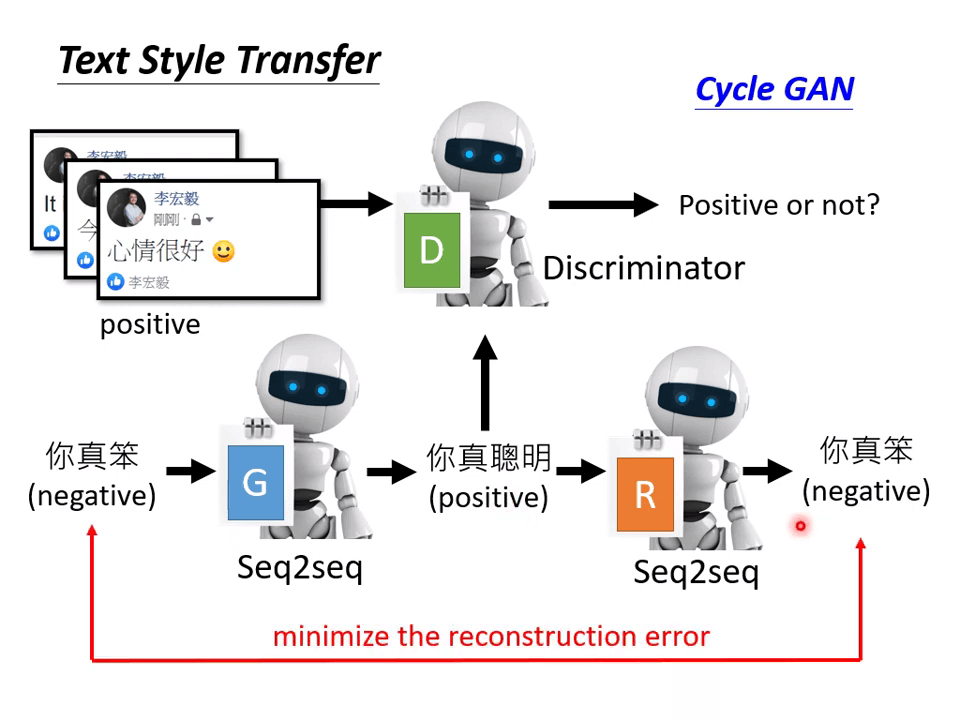 Text Style Transfer
Cycle GAN
李宏毅
It
李宏毅
今
李宏毅
剛剛
心情很好
李宏毅
positive
D
Positive or not?
Discriminator
你真笨
(negative)
G
Seq2seq
你真聰明
(positive)
R
Seq2seq
你真笨
(negative)
minimize the reconstruction error